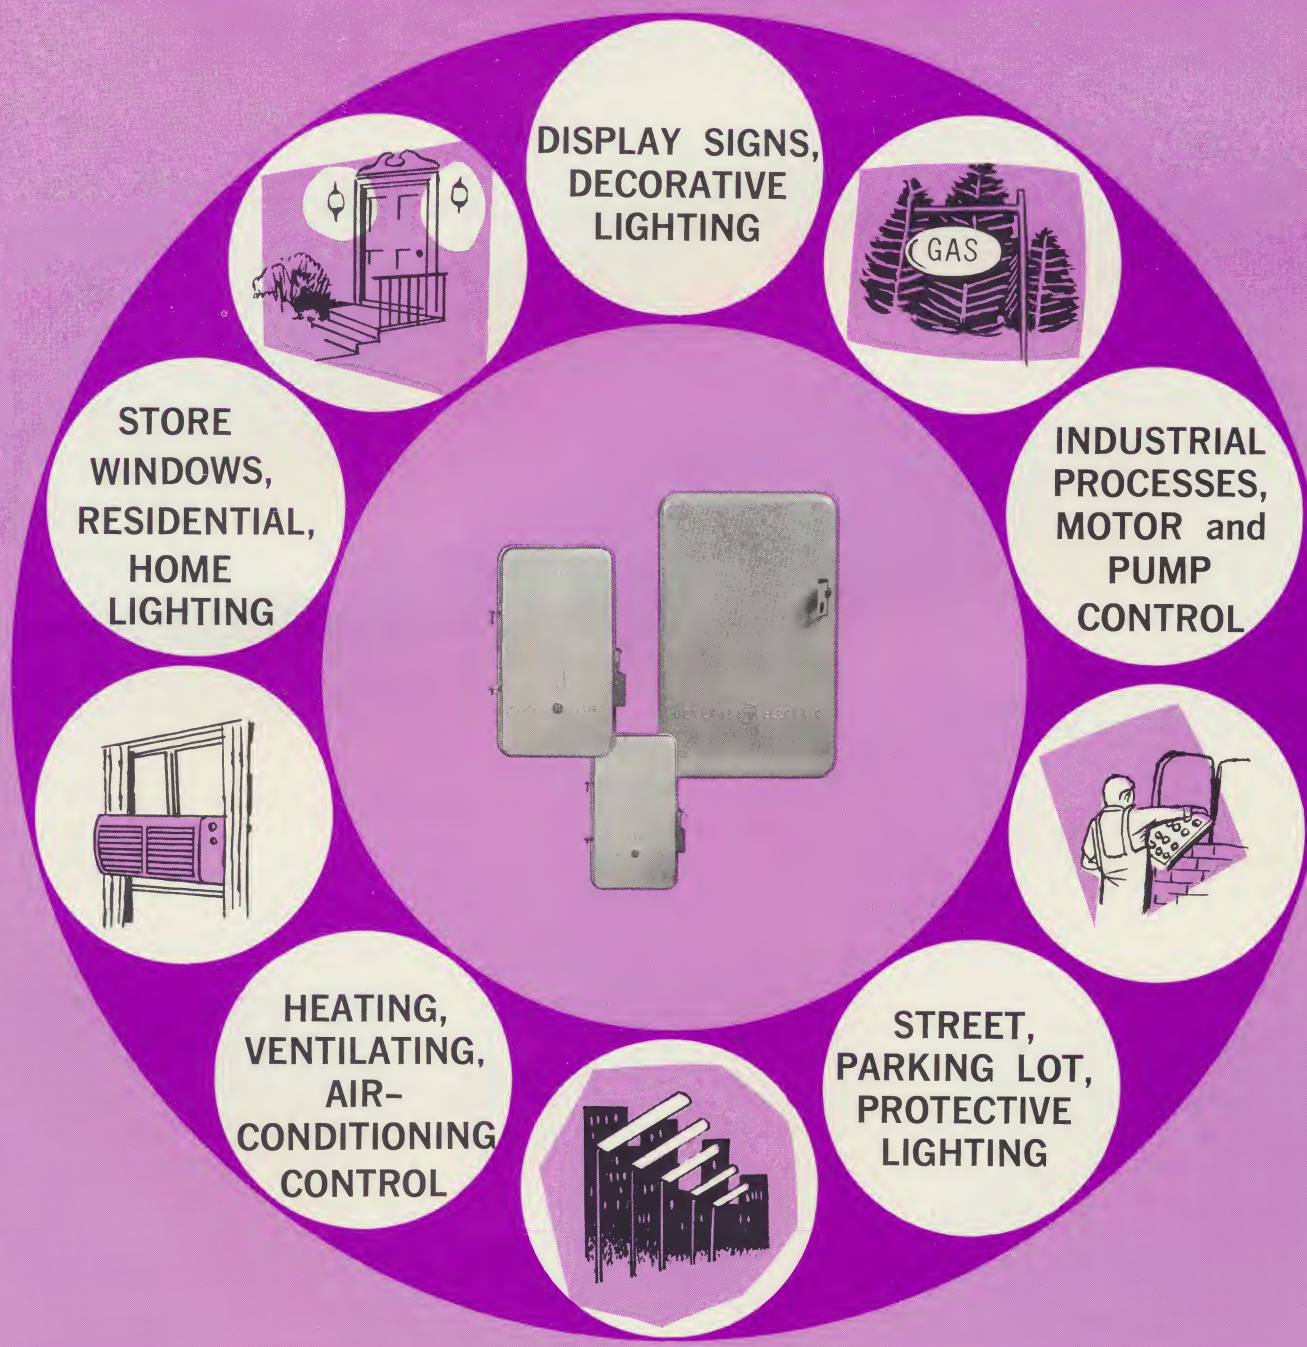 DISPLAY SIGNS,
DECORATIVE
LIGHTING
GAS
INDUSTRIAL
PROCESSES,
MOTOR and
PUMP
CONTROL
STREET,
PARKING LOT,
PROTECTIVE
LIGHTING
HEATING,
VENTILATING,
AIR–
CONDITIONING
CONTROL
STORE
WINDOWS,
RESIDENTIAL,
HOME
LIGHTING
GENERAL ELECTRIC